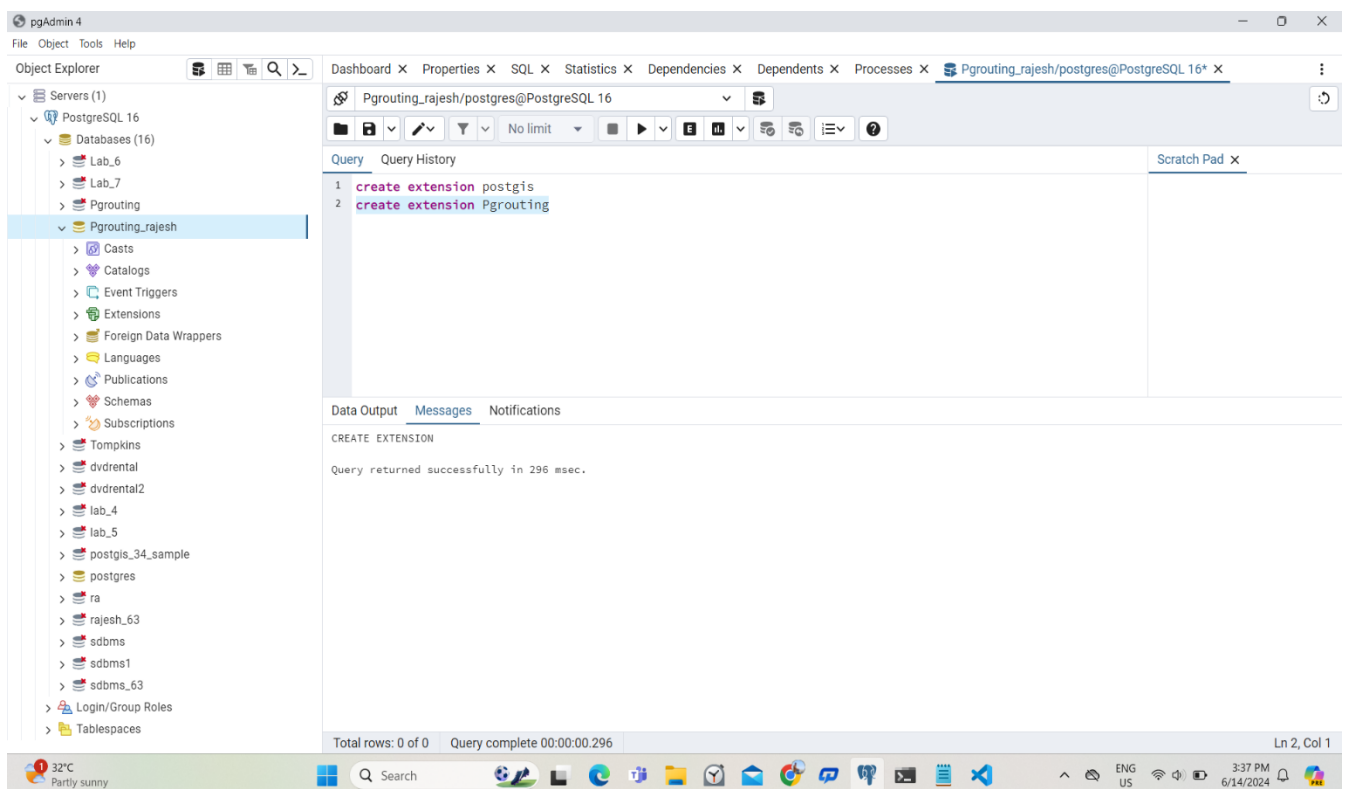 pgAdmin 4
File Object Tools Help
Object Explorer
Dashboard Properties SQL Statistics Dependencies Dependents Processes Pgrouting_rajesh/postgres@PostgreSQL 16*
Servers (1)
PostgreSQL 16
Databases (16)
Lab_6
Lab_7
Pgrouting
Pgrouting_rajesh
Casts
Catalogs
Event Triggers
Extensions
Foreign Data Wrappers
Languages
Publications
Schemas
Subscriptions
Tompkins
dvdrental
dvdrental2
lab_4
lab_5
postgis_34_sample
postgres
ra
rajesh_63
sdbms
sdbms1
sdbms_63
Login/Group Roles
Tablespaces
Pgrouting_rajesh/postgres@PostgreSQL 16
No limit
E
Query Query History
Scratch Pad
1 create extension postgis
2 create extension Pgrouting
Data Output Messages Notifications
CREATE EXTENSION
Query returned successfully in 296 msec.
Total rows: 0 of 0 Query complete 00:00:00.296
Ln 2, Col 1
1
32°C
Partly sunny
Search
ENG
US
3:37 PM
6/14/2024
PRE